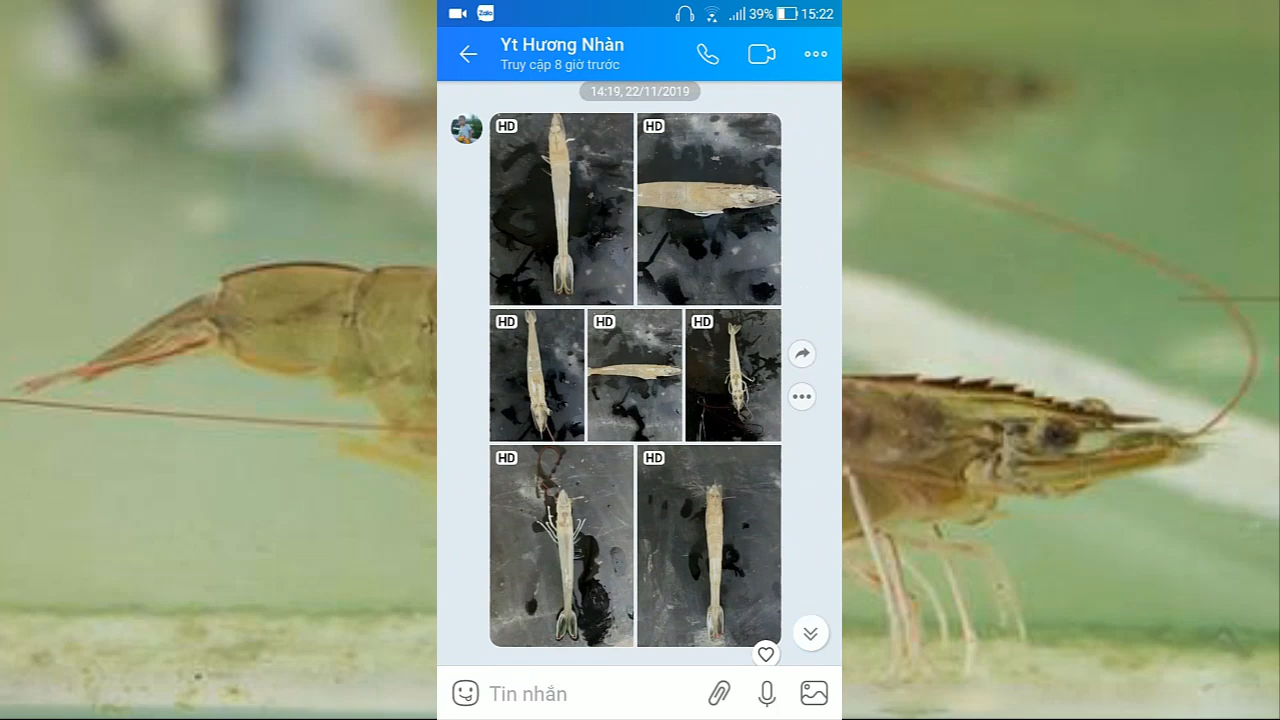 Zalo
39% 15:22
Yt Hương Nhàn
Truy cập 8 giờ trước
14:19, 22/11/2019
HD HD
HD HD HD
HD HD
Tin nhắn